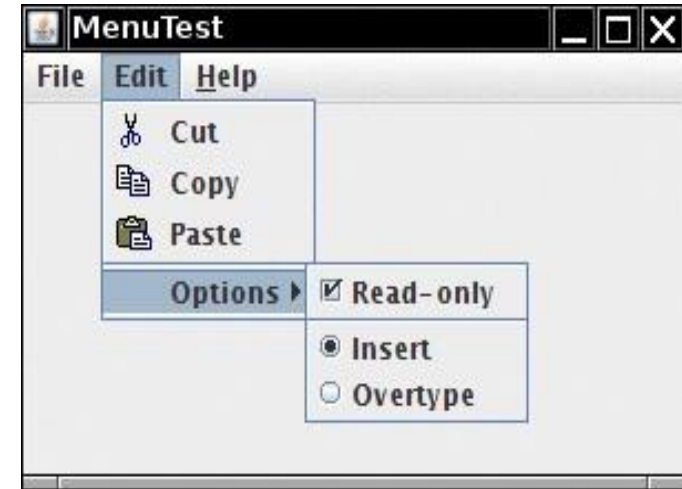 MenuTest
File Edit Help
Cut
Copy
Paste
Options Read-only
Insert
Overtype